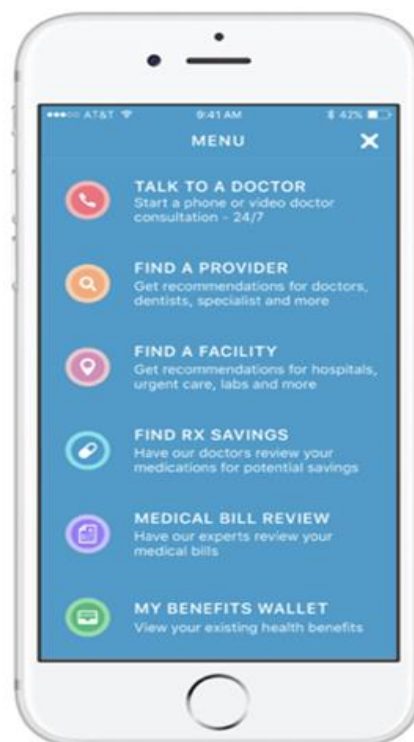 AT&T 9:41 AM 42%
MENU
TALK TO A DOCTOR
Start a phone or video doctor
consultation - 24/7
FIND A PROVIDER
Get recommendations for doctors,
dentists, specialist and more
FIND A FACILITY
Get recommendations for hospitals,
urgent care, labs and more
FIND RX SAVINGS
Have our doctors review your
medications for potential savings
MEDICAL BILL REVIEW
Have our experts review your
medical bills
MY BENEFITS WALLET
View your existing health benefits